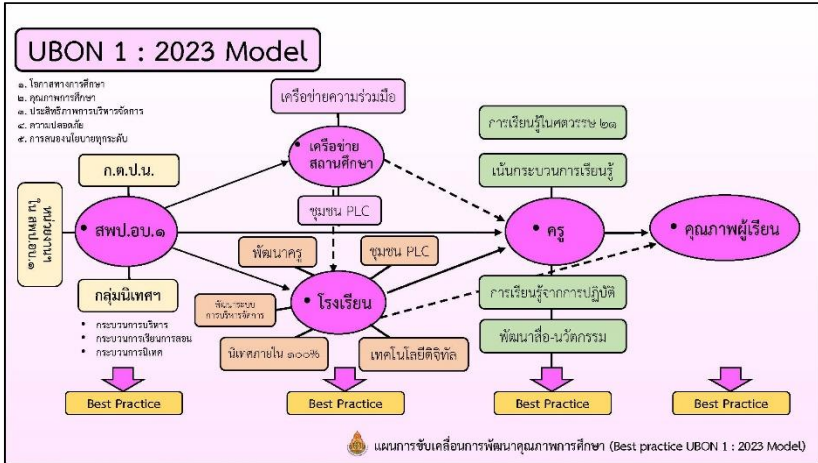 UBON 1 : 2023 Model
๑. โอกาสทางการศึกษา
๒. คุณภาพการศึกษา
๓. ประสิทธิภาพการบริหารจัดการ
๔. ความปลอดภัย
๕. การสนองนโยบายทุกระดับ
เครือข่ายความร่วมมือ
• เครือข่าย
สถานศึกษา
ชุมชน PLC
ก.ต.ป.น.
หน่วยงานฯ
ใน สพป.อบ.๑
• สพป.อบ.๑
กลุ่มนิเทศฯ
• กระบวนการบริหาร
• กระบวนการเรียนการสอน
• กระบวนการนิเทศ
พัฒนาครู
ชุมชน PLC
• โรงเรียน
พัฒนาระบบ
การบริหารจัดการ
นิเทศภายใน ๑๐๐%
เทคโนโลยีดิจิทัล
การเรียนรู้ในศตวรรษ ๒๑
เน้นกระบวนการเรียนรู้
• ครู
การเรียนรู้จากการปฏิบัติ
พัฒนาสื่อ-นวัตกรรม
• คุณภาพผู้เรียน
Best Practice
Best Practice
Best Practice
Best Practice
แผนการขับเคลื่อนการพัฒนาคุณภาพการศึกษา (Best practice UBON 1 : 2023 Model)